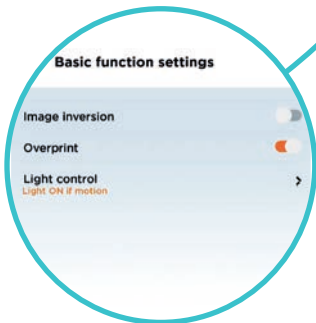 Basic function settings
Image inversion
Overprint
Light control
Light ON if motion